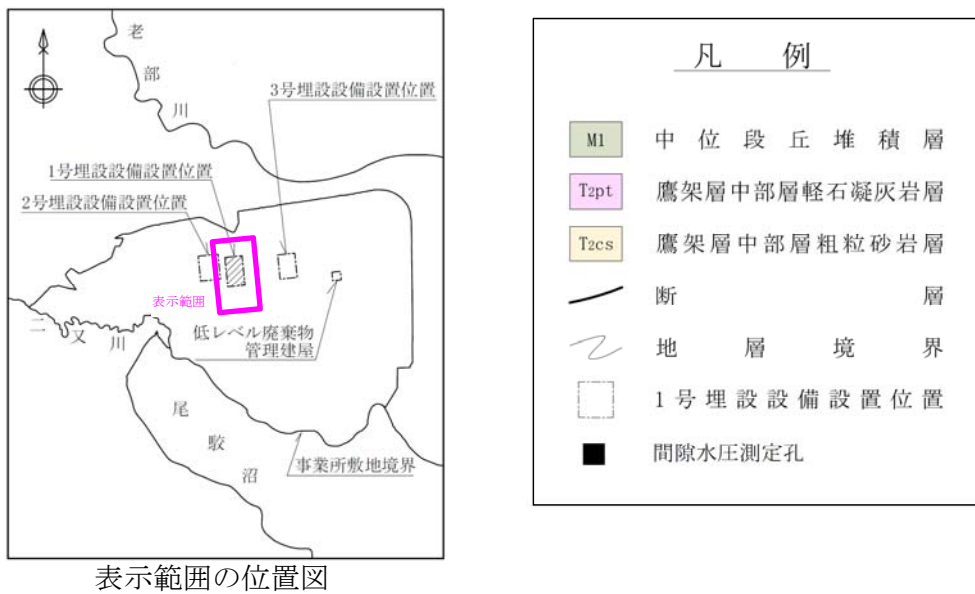 老部川
3号埋設設備設置位置
1号埋設設備設置位置
2号埋設設備設置位置
表示範囲
低レベル廃棄物
管理建屋
二又川
尾駮沼
事業所敷地境界
表示範囲の位置図
凡 例
M1 中位段丘堆積層
T2pt 鷹架層中部層軽石凝灰岩層
T2cs 鷹架層中部層粗粒砂岩層
断層
地層境界
1号埋設設備設置位置
間隙水圧測定孔